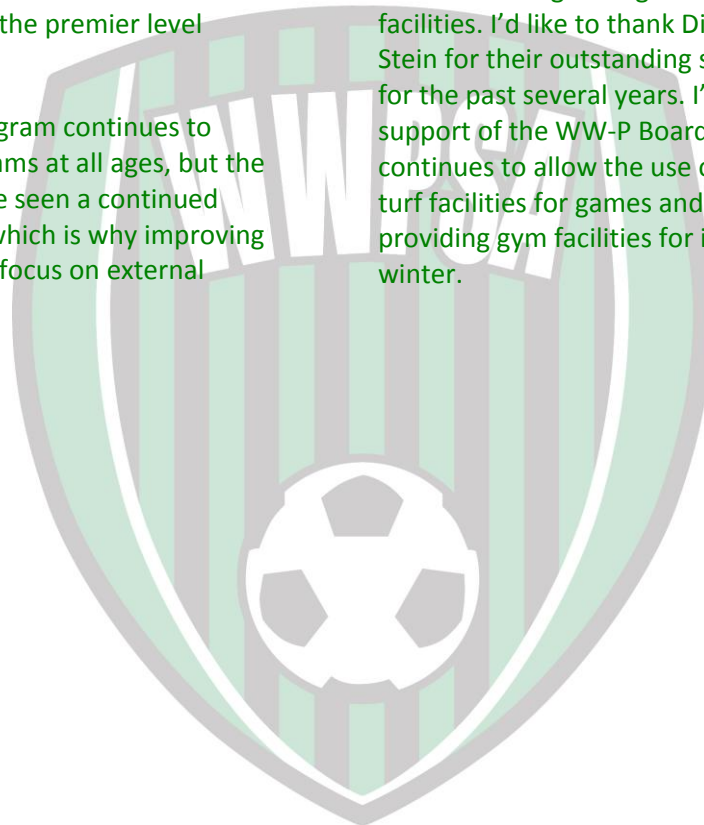 the premier level
gram continues to
ams at all ages, but the
e seen a continued
which is why improving
focus on external
facilities. I'd like to thank Di
Stein for their outstanding s
for the past several years. I'
support of the WW-P Board
continues to allow the use o
turf facilities for games and
providing gym facilities for i
winter.
WWPSA